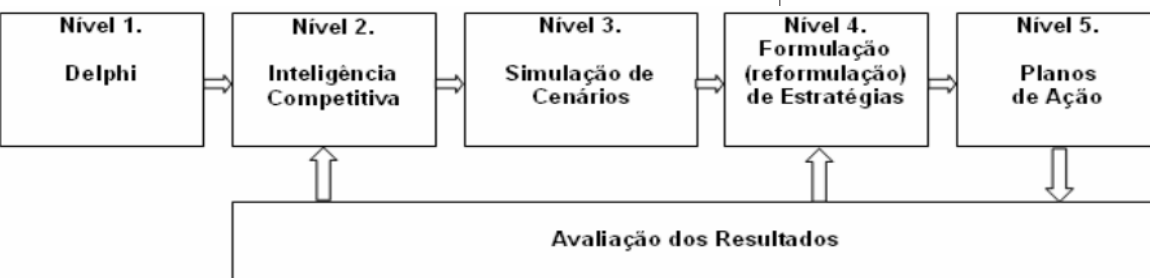 Nível 1.
Delphi
Nível 2.
Inteligência
Competitiva
Nível 3.
Simulação de
Cenários
Nível 4.
Formulação
(reformulação)
de Estratégias
Nível 5.
Planos
de Ação
Avaliação dos Resultados